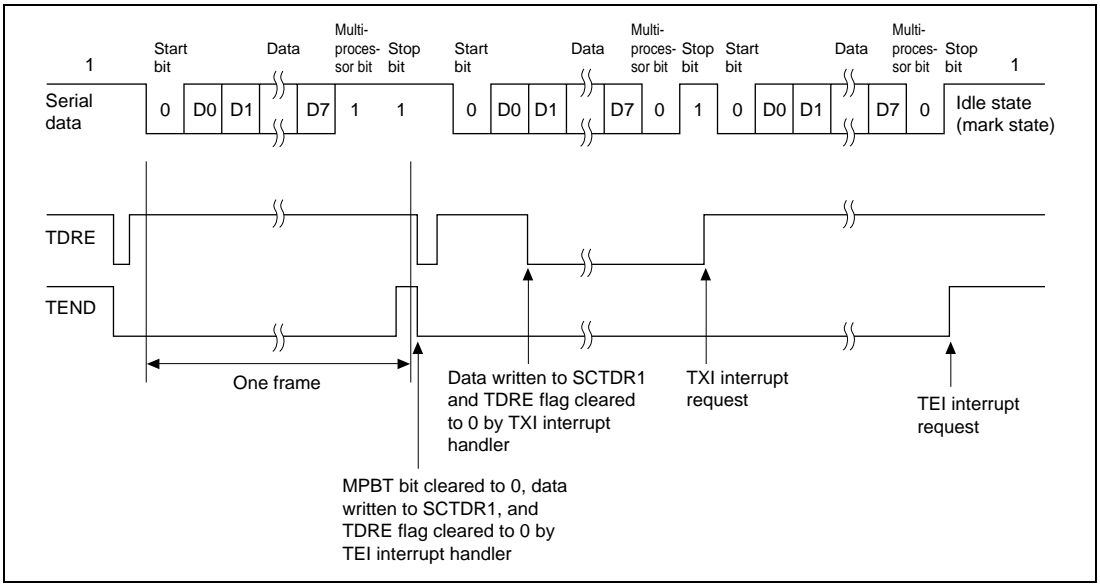 Multi-
proces-
sor bit
Multi-
proces-
sor bit
Multi-
proces-
sor bit
Start
bit
Data
Stop
bit
Start
bit
Data
Stop
bit
Start
bit
Data
Stop
bit
1
1
Serial
data
0 D0 D1 D7 1 1 0 D0 D1 D7 0 1 0 D0 D1 D7 0
Idle state
(mark state)
TDRE
TEND
One frame
Data written to SCTDR1
and TDRE flag cleared
to 0 by TXI interrupt
handler
TXI interrupt
request
TEI interrupt
request
MPBT bit cleared to 0, data
written to SCTDR1, and
TDRE flag cleared to 0 by
TEI interrupt handler